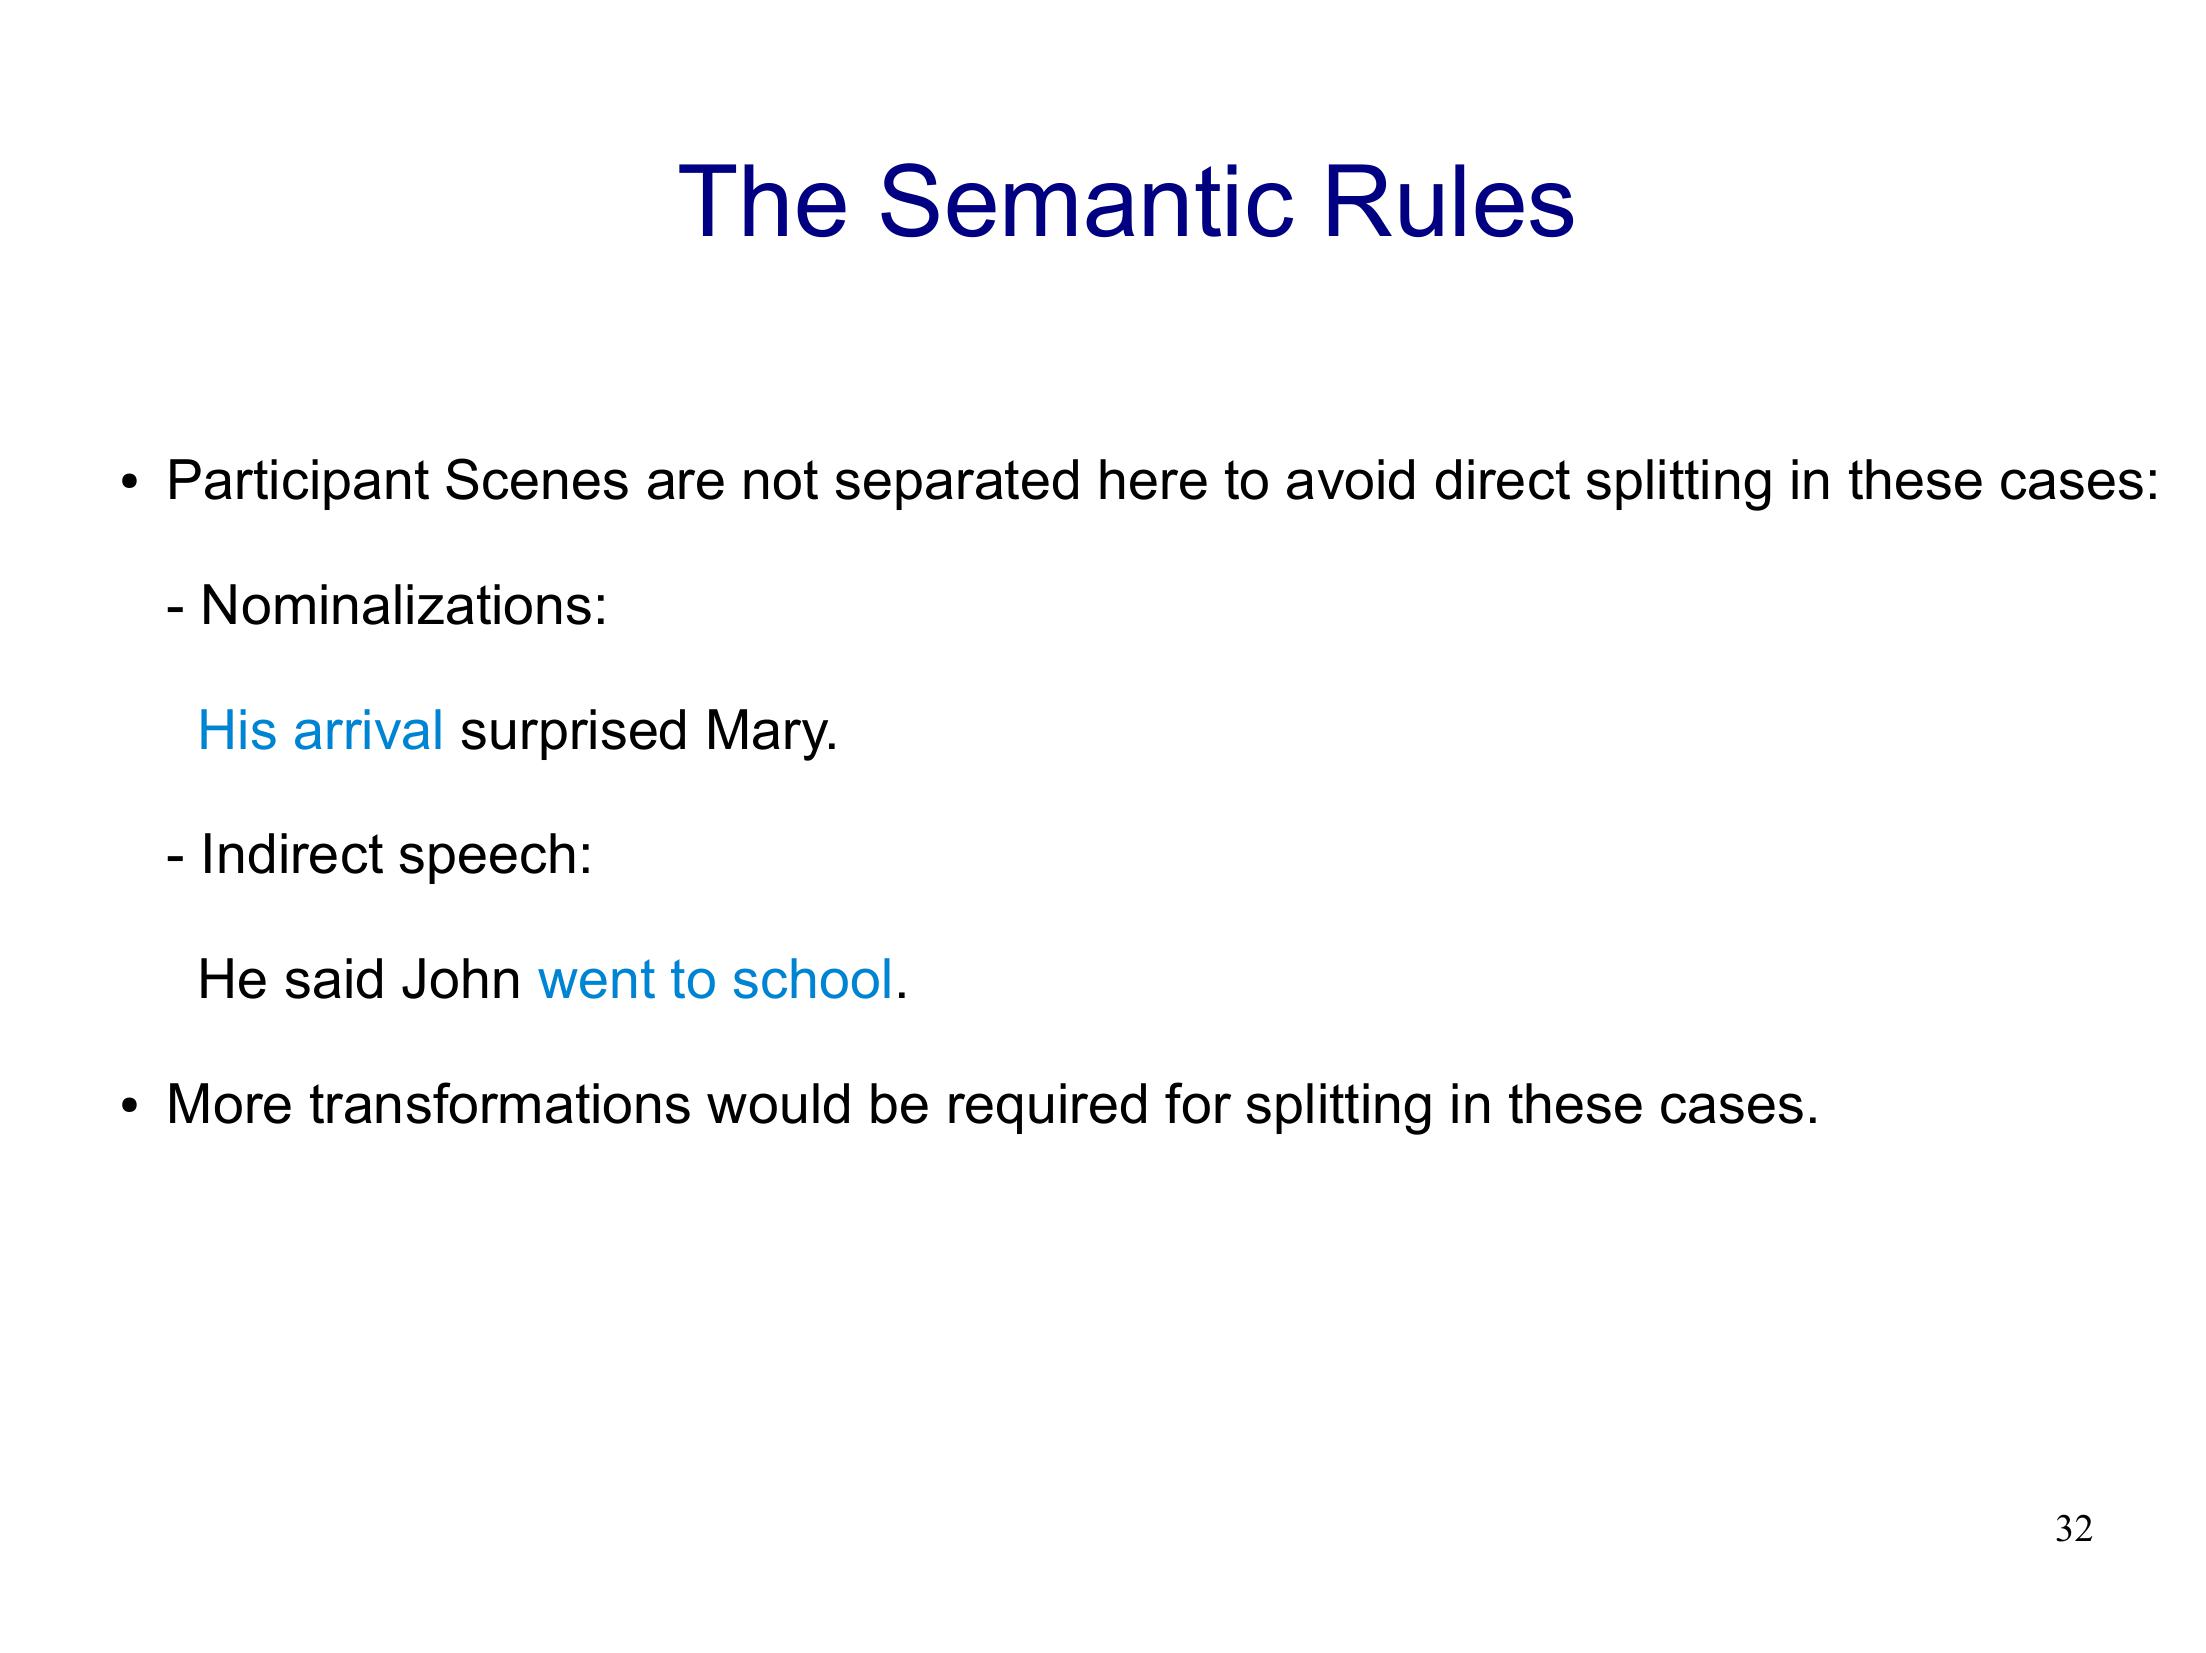 The Semantic Rules
• Participant Scenes are not separated here to avoid direct splitting in these cases:
- Nominalizations:
His arrival surprised Mary.
- Indirect speech:
He said John went to school.
• More transformations would be required for splitting in these cases.
32